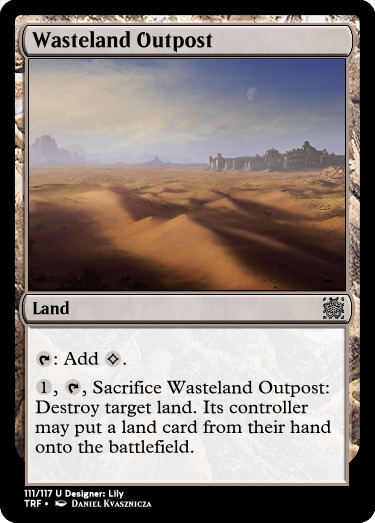 Wasteland Outpost
Land
: Add .
1, , Sacrifice Wasteland Outpost:
Destroy target land. Its controller
may put a land card from their hand
onto the battlefield.
111/117 U Designer: Lily
TRF • DANIEL KVASZNICZA